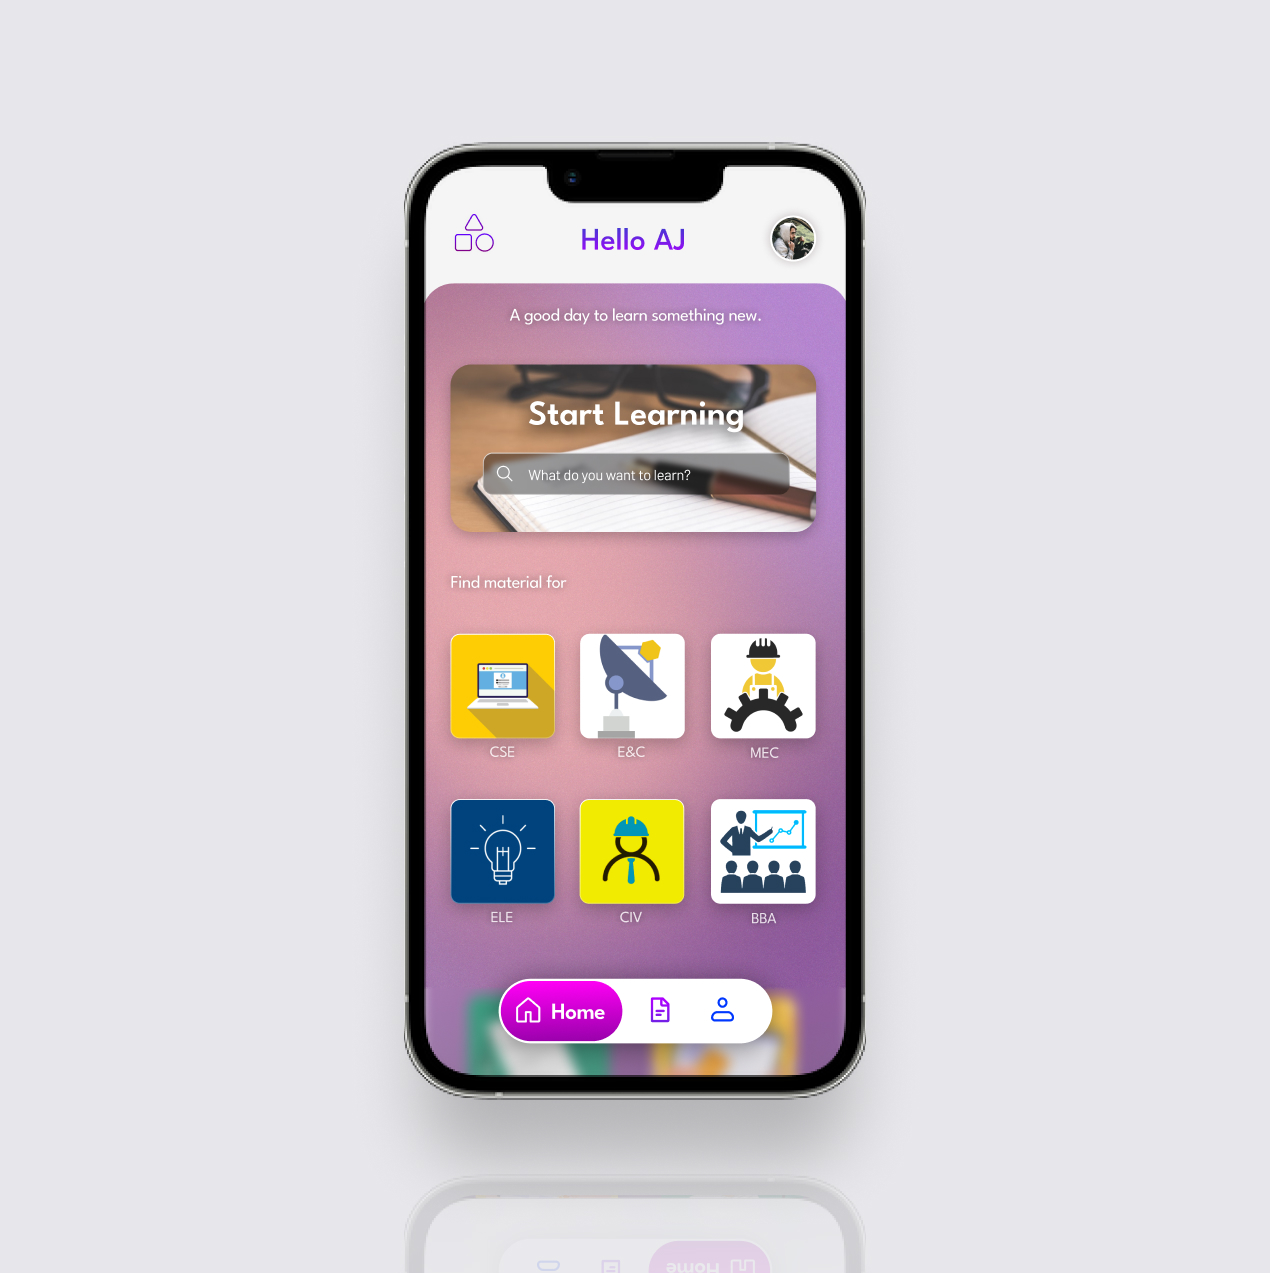 Hello AJ
A good day to learn something new.
Start Learning
What do you want to learn?
Find material for
CSE
E&C
MEC
ELE
CIV
BBA
Home
Home